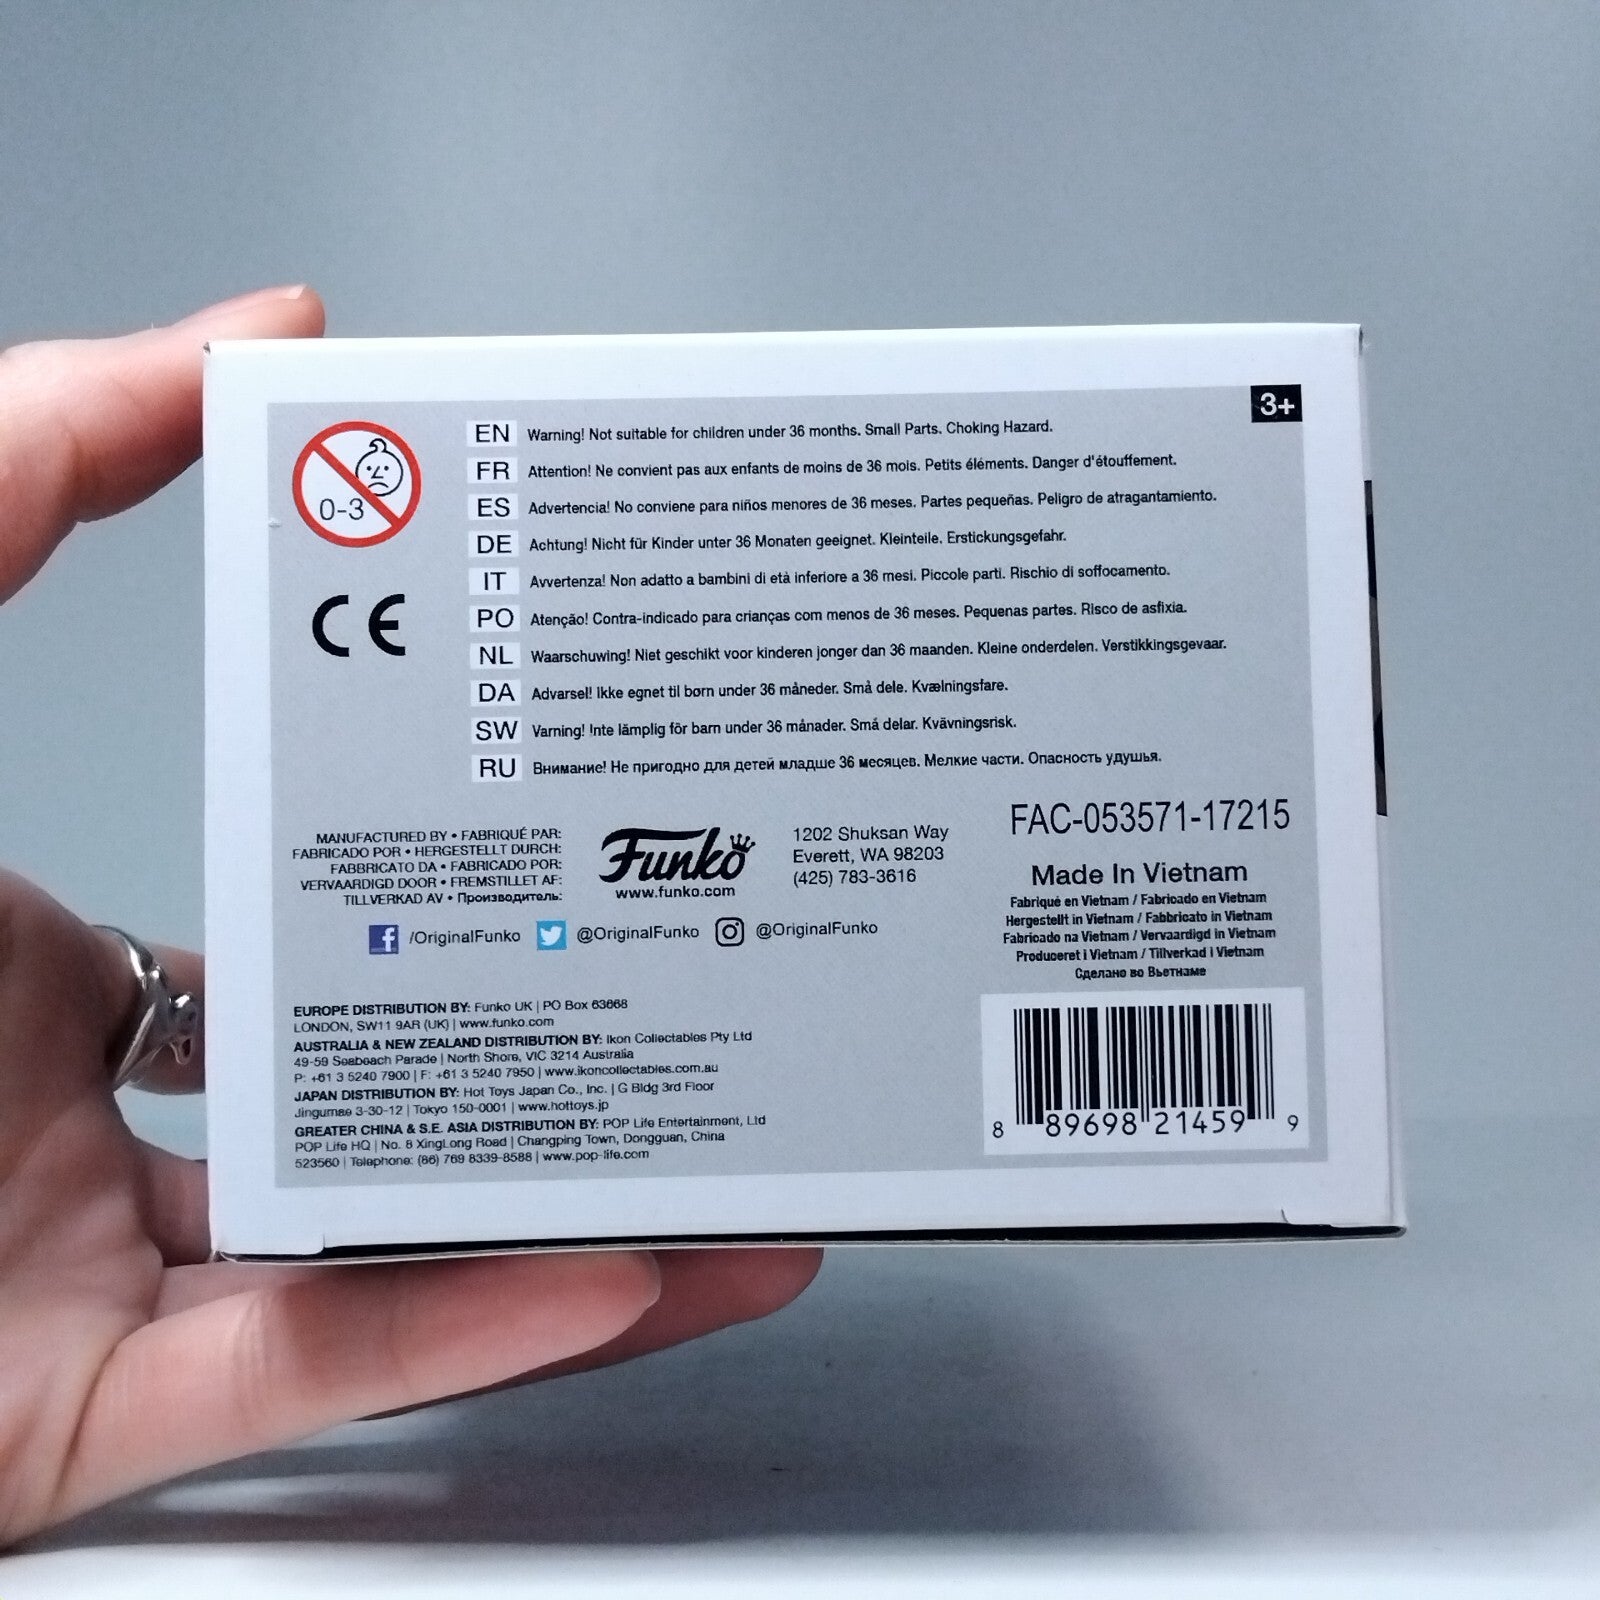 3+
0-3
EN Warning! Not suitable for children under 36 months. Small Parts. Choking Hazard.
FR Attention! Ne convient pas aux enfants de moins de 36 mois. Petits éléments. Danger d'étouffement.
ES Advertencia! No conviene para niños menores de 36 meses. Partes pequeñas. Peligro de atragantamiento.
DE Achtung! Nicht für Kinder unter 36 Monaten geeignet. Kleinteile. Erstickungsgefahr.
IT Avvertenza! Non adatto a bambini di età inferiore a 36 mesi. Piccole parti. Rischio di soffocamento.
PO Atenção! Contra-indicado para crianças com menos de 36 meses. Pequenas partes. Risco de asfixia.
NL Waarschuwing! Niet geschikt voor kinderen jonger dan 36 maanden. Kleine onderdelen. Verstikkingsgevaar.
DA Advarsel! Ikke egnet til børn under 36 måneder. Små dele. Kvælningsfare.
SW Varning! Inte lämplig för barn under 36 månader. Små delar. Kvävningsrisk.
RU Внимание! Не пригодно для детей младше 36 месяцев. Мелкие части. Опасность удушья.
CE
MANUFACTURED BY • FABRIQUÉ PAR:
FABRICADO POR • HERGESTELLT DURCH:
FABBRICATO DA • FABRICADO POR:
VERVAARDIGD DOOR • FREMSTILLET AF:
TILLVERKAD AV • Производитель:
Funko
www.funko.com
1202 Shuksan Way
Everett, WA 98203
(425) 783-3616
/OriginalFunko @OriginalFunko @OriginalFunko
FAC-053571-17215
Made In Vietnam
Fabriqué en Vietnam / Fabricado en Vietnam
Hergestellt in Vietnam / Fabbricato in Vietnam
Fabricado na Vietnam / Vervaardigd in Vietnam
Produceret i Vietnam / Tillverkad i Vietnam
Сделано во Вьетнаме
EUROPE DISTRIBUTION BY: Funko UK | PO Box 63668
LONDON, SW11 9AR (UK) | www.funko.com
AUSTRALIA & NEW ZEALAND DISTRIBUTION BY: Ikon Collectables Pty Ltd
49-59 Seabeach Parade | North Shore, VIC 3214 Australia
P: +61 3 5240 7900 | F: +61 3 5240 7950 | www.ikoncollectables.com.au
JAPAN DISTRIBUTION BY: Hot Toys Japan Co., Inc. | G Bldg 3rd Floor
Jingumae 3-30-12 | Tokyo 150-0001 | www.hottoys.jp
GREATER CHINA & S.E. ASIA DISTRIBUTION BY: POP Life Entertainment, Ltd
POP Life HQ | No. 8 XingLong Road | Changping Town, Dongguan, China
523560 | Telephone: (86) 769 8339-8588 | www.pop-life.com
8 89698 21459 9